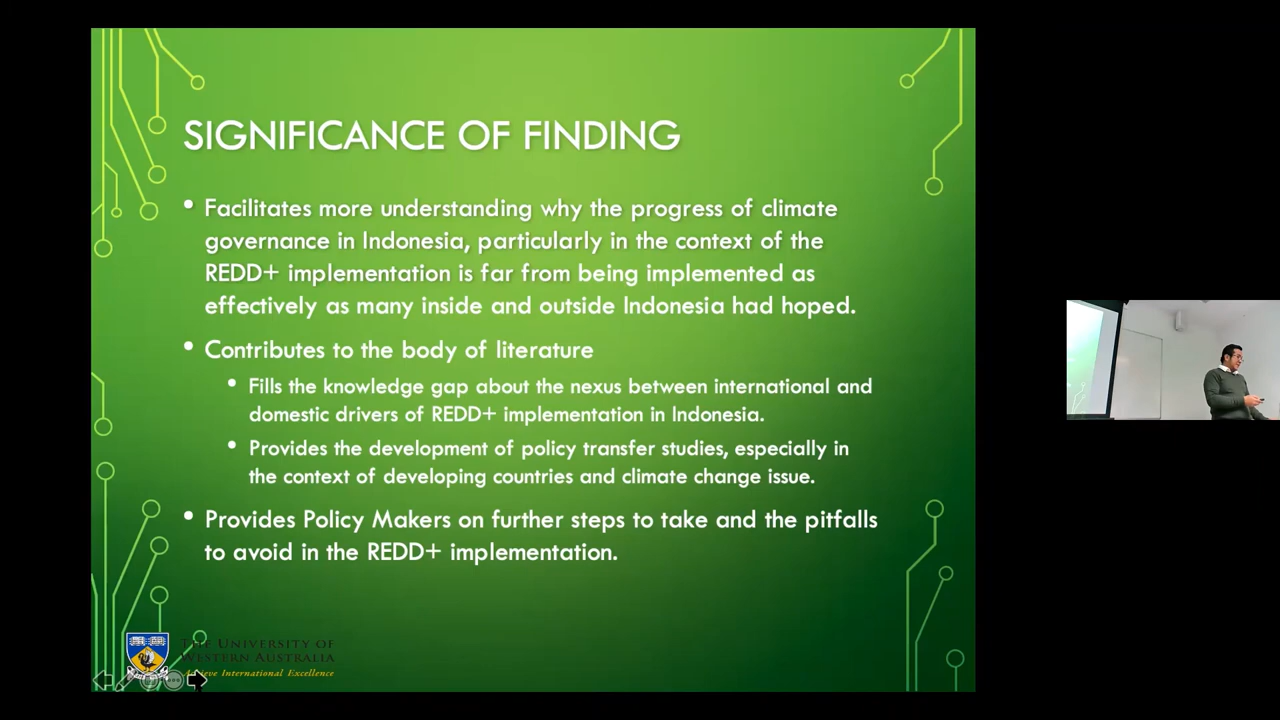 SIGNIFICANCE OF FINDING
• Facilitates more understanding why the progress of climate
governance in Indonesia, particularly in the context of the
REDD+ implementation is far from being implemented as
effectively as many inside and outside Indonesia had hoped.
• Contributes to the body of literature
• Fills the knowledge gap about the nexus between international and
domestic drivers of REDD+ implementation in Indonesia.
• Provides the development of policy transfer studies, especially in
the context of developing countries and climate change issue.
• Provides Policy Makers on further steps to take and the pitfalls
to avoid in the REDD+ implementation.
THE UNIVERSITY OF
WESTERN AUSTRALIA
Achieve International Excellence